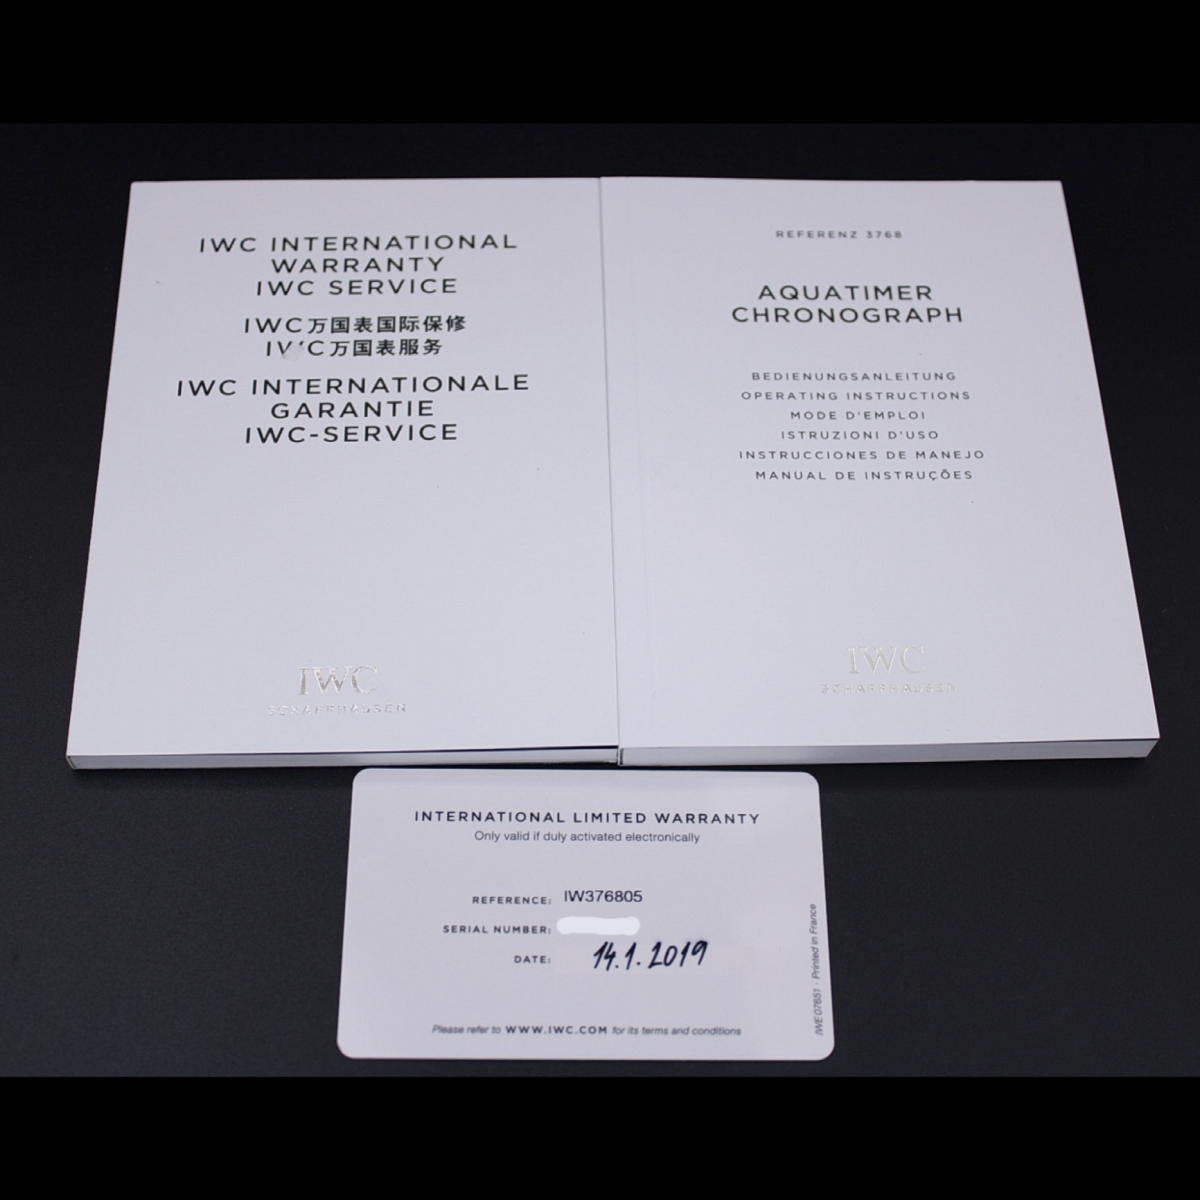 IWC INTERNATIONAL
WARRANTY
IWC SERVICE
IWC万国表国际保修
IWC万国表服务
IWC INTERNATIONALE
GARANTIE
IWC-SERVICE
IWC
SCHAFFHAUSEN
REFERENZ 3768
AQUATIMER
CHRONOGRAPH
BEDIENUNGSANLEITUNG
OPERATING INSTRUCTIONS
MODE D'EMPLOI
ISTRUZIONI D'USO
INSTRUCCIONES DE MANEJO
MANUAL DE INSTRUÇÕES
IWC
SCHAFFHAUSEN
INTERNATIONAL LIMITED WARRANTY
Only valid if duly activated electronically
REFERENCE: IW376805
SERIAL NUMBER:
DATE: 14.1.2019
Please refer to WWW.IWC.COM for its terms and conditions
IWE07651 · Printed in France